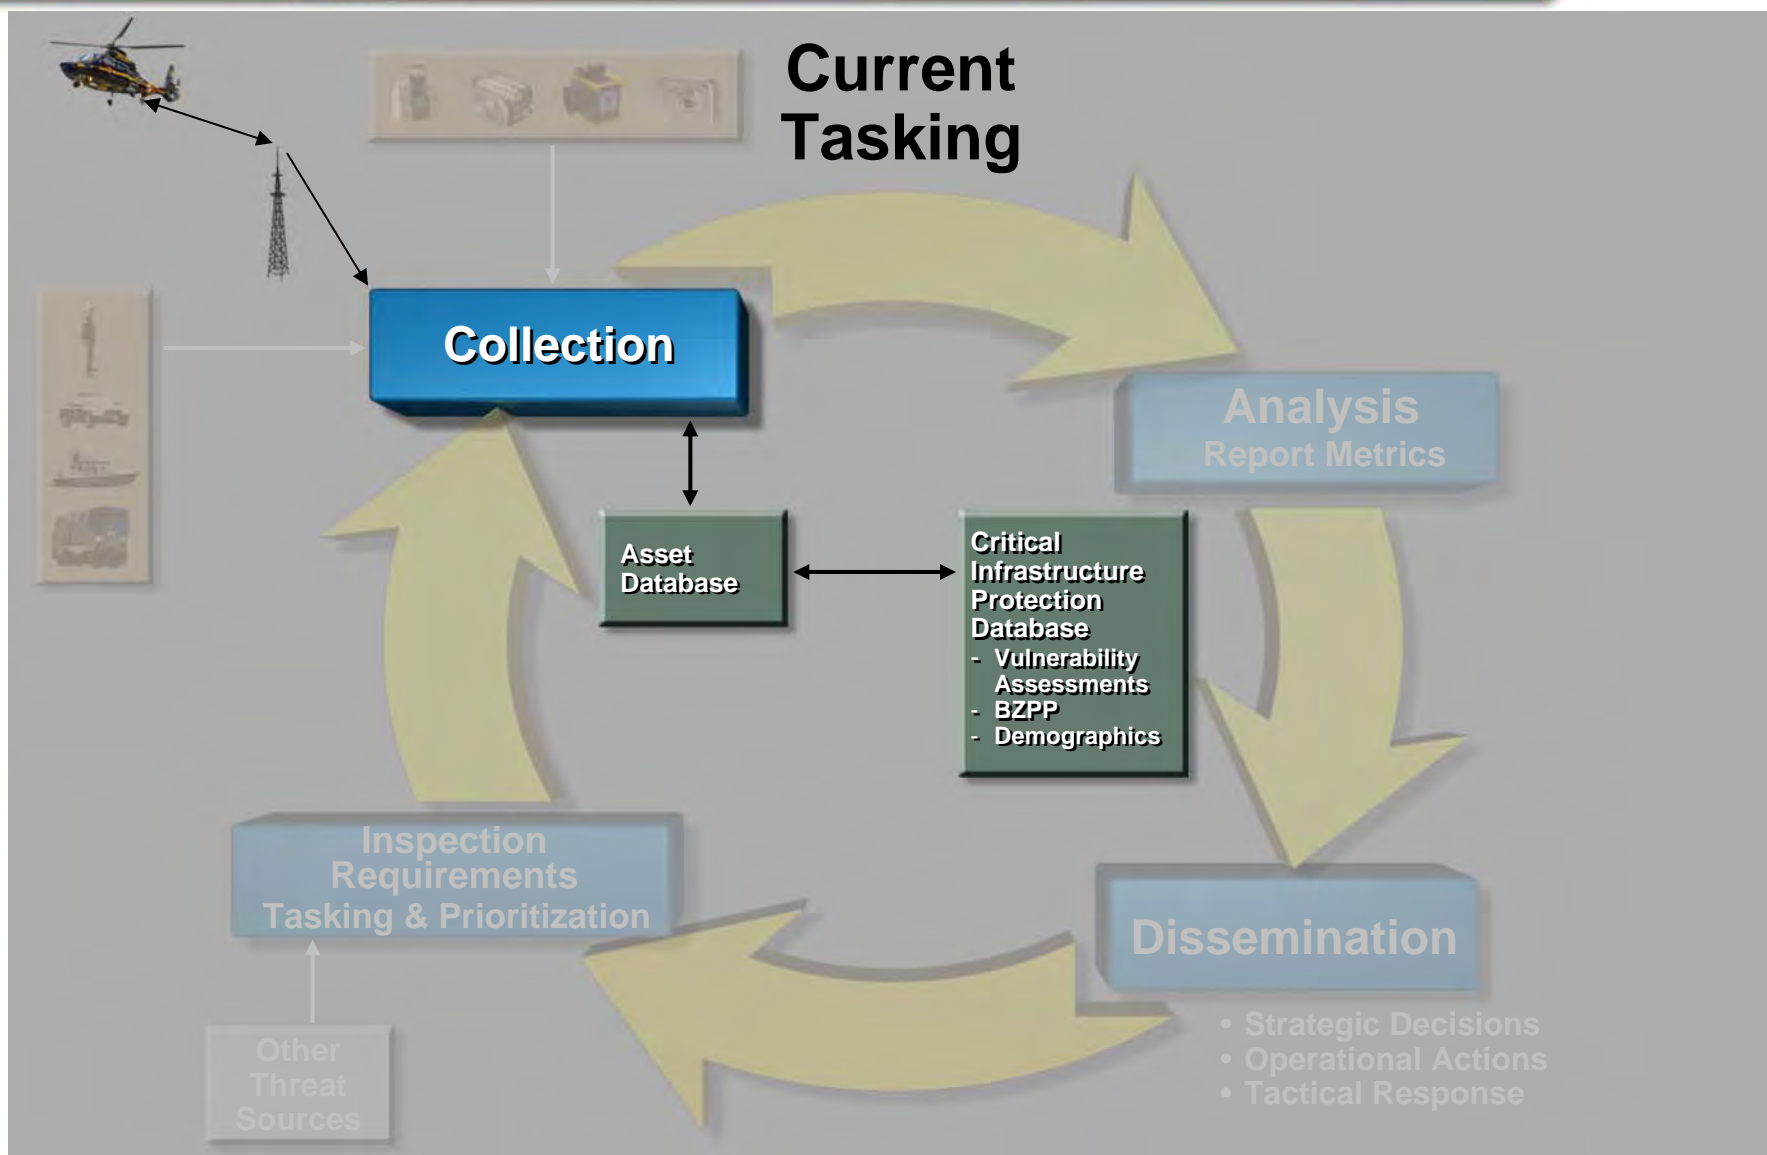 Current
Tasking
Collection
Analysis
Report Metrics
Asset
Database
Critical
Infrastructure
Protection
Database
- Vulnerability
Assessments
- BZPP
- Demographics
Inspection
Requirements
Tasking & Prioritization
Dissemination
• Strategic Decisions
• Operational Actions
• Tactical Response
Other
Threat
Sources